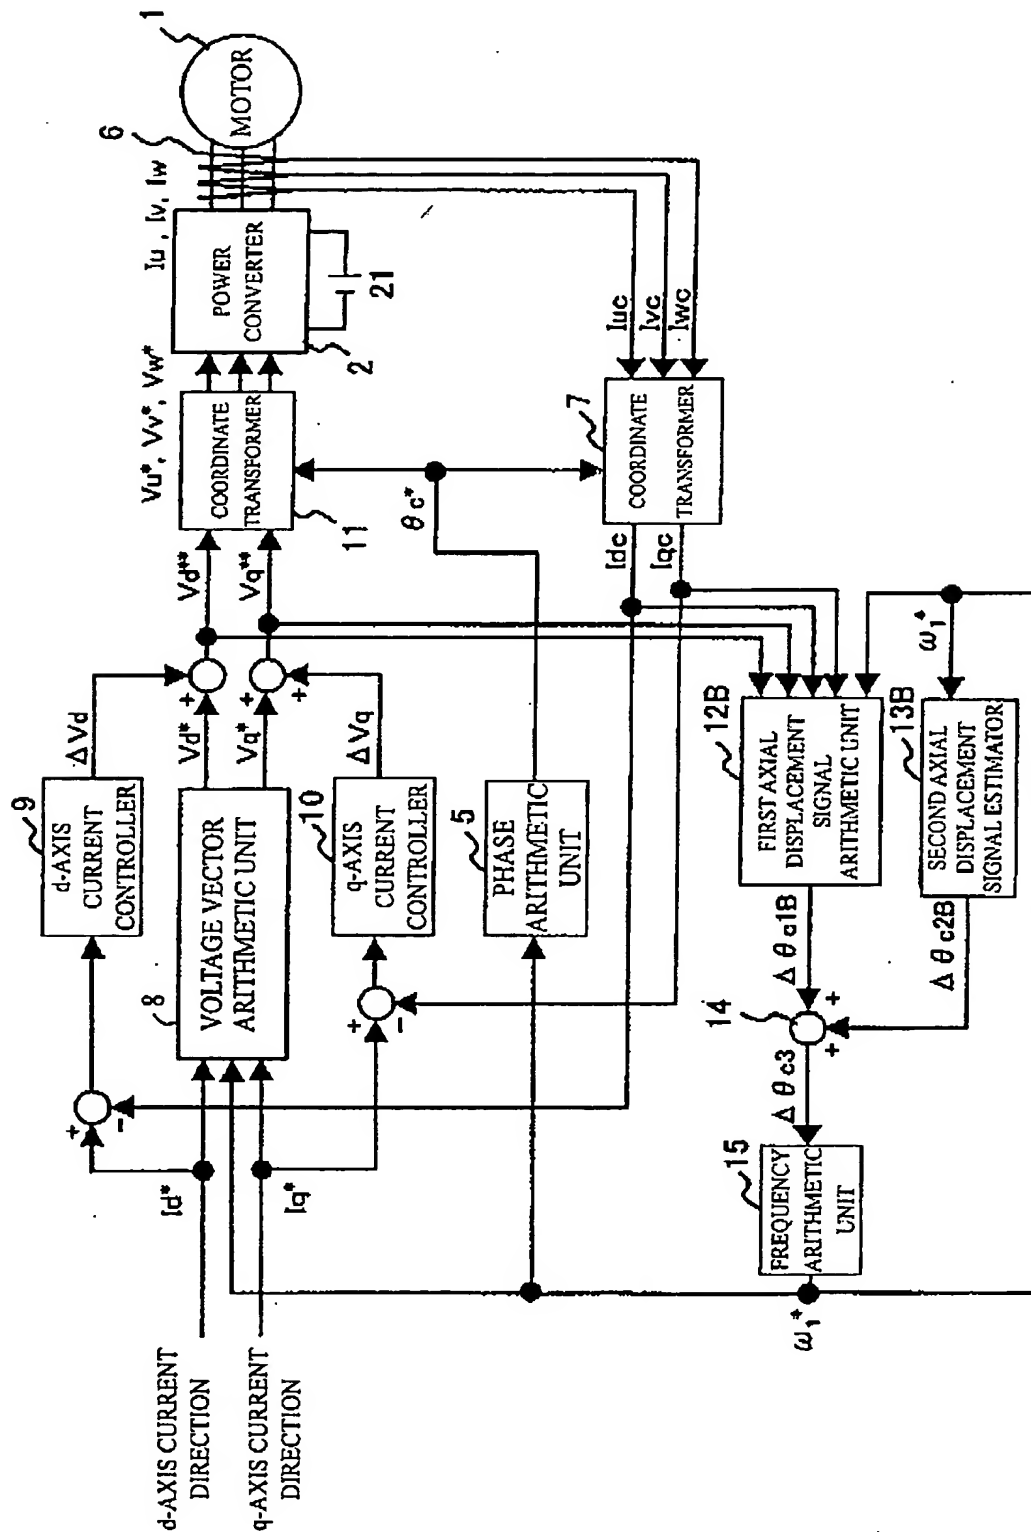 d-AXIS CURRENT
DIRECTION
q-AXIS CURRENT
DIRECTION
Id*
Iq*
+
−
9
d-AXIS
CURRENT
CONTROLLER
ΔVd
8
VOLTAGE VECTOR
ARITHMETIC UNIT
Vd*
Vq*
+
+
+
+
−
10
q-AXIS
CURRENT
CONTROLLER
ΔVq
5
PHASE
ARITHMETIC
UNIT
θc*
Vd**
Vq**
COORDINATE
TRANSFORMER
11
Vu*, Vv*, Vw*
POWER
CONVERTER
2
21
Iu, Iv, Iw
6
MOTOR
1
7
COORDINATE
TRANSFORMER
Iuc
Ivc
Iwc
Idc
Iqc
12B
FIRST AXIAL
DISPLACEMENT
SIGNAL
ARITHMETIC UNIT
ω1*
13B
SECOND AXIAL
DISPLACEMENT
SIGNAL ESTIMATOR
Δθa1B
Δθc2B
14
+
+
Δθc3
15
FREQUENCY
ARITHMETIC
UNIT
ω1*